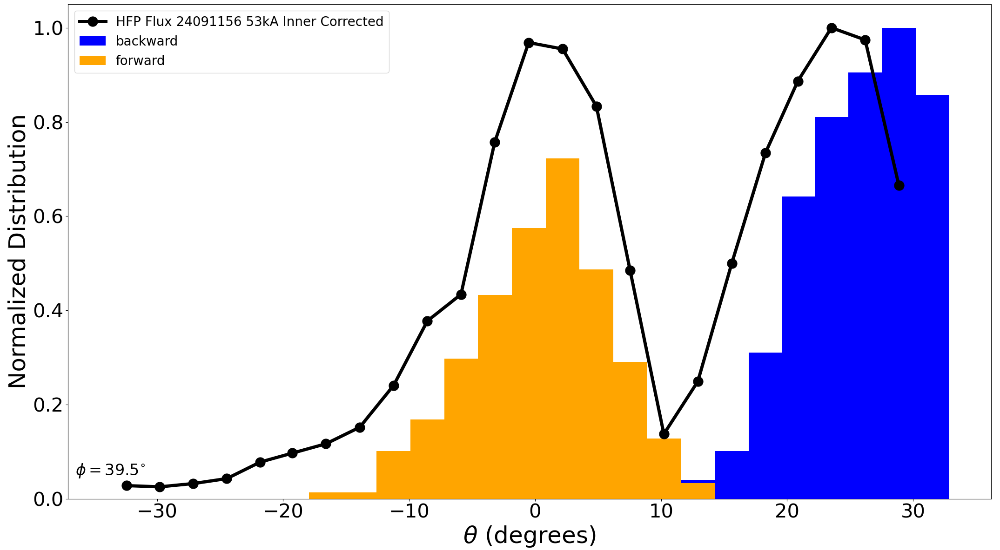 HFP Flux 24091156 53kA Inner Corrected
backward
forward
Normalized Distribution
1.0
0.8
0.6
0.4
0.2
0.0
ϕ = 39.5°
−30 −20 −10 0 10 20 30
θ (degrees)